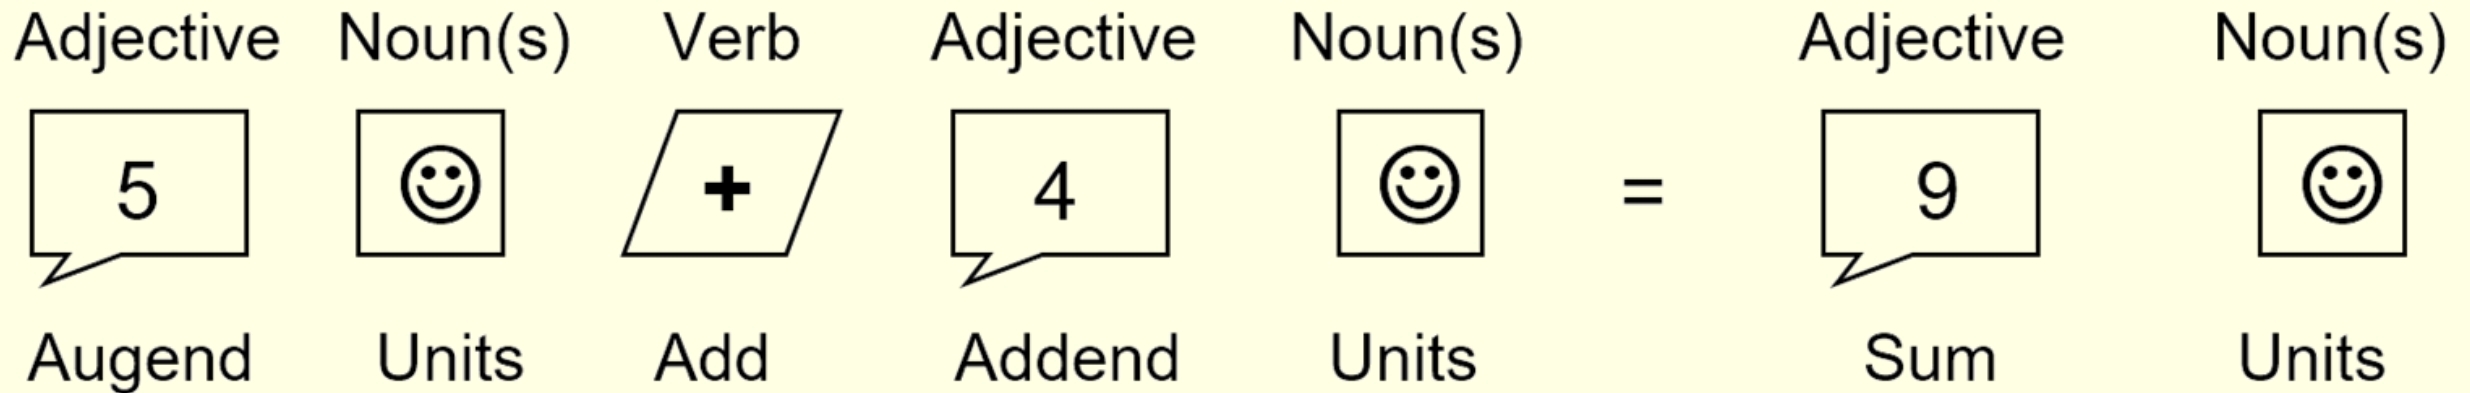 Adjective Noun(s) Verb Adjective Noun(s) Adjective Noun(s)
5 + 4 = 9
Augend Units Add Addend Units Sum Units